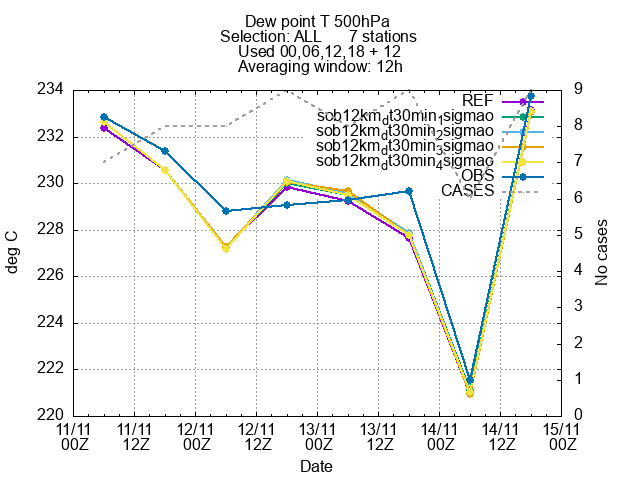 Dew point T 500hPa
Selection: ALL 7 stations
Used 00,06,12,18 + 12
Averaging window: 12h
234
232
230
228
226
224
222
220
deg C
9
8
7
6
5
4
3
2
1
0
No cases
REF
sob12km_dt30min_1sigmao
sob12km_dt30min_2sigmao
sob12km_dt30min_3sigmao
sob12km_dt30min_4sigmao
OBS
CASES
11/11 11/11 12/11 12/11 13/11 13/11 14/11 14/11 15/11
00Z 12Z 00Z 12Z 00Z 12Z 00Z 12Z 00Z
Date